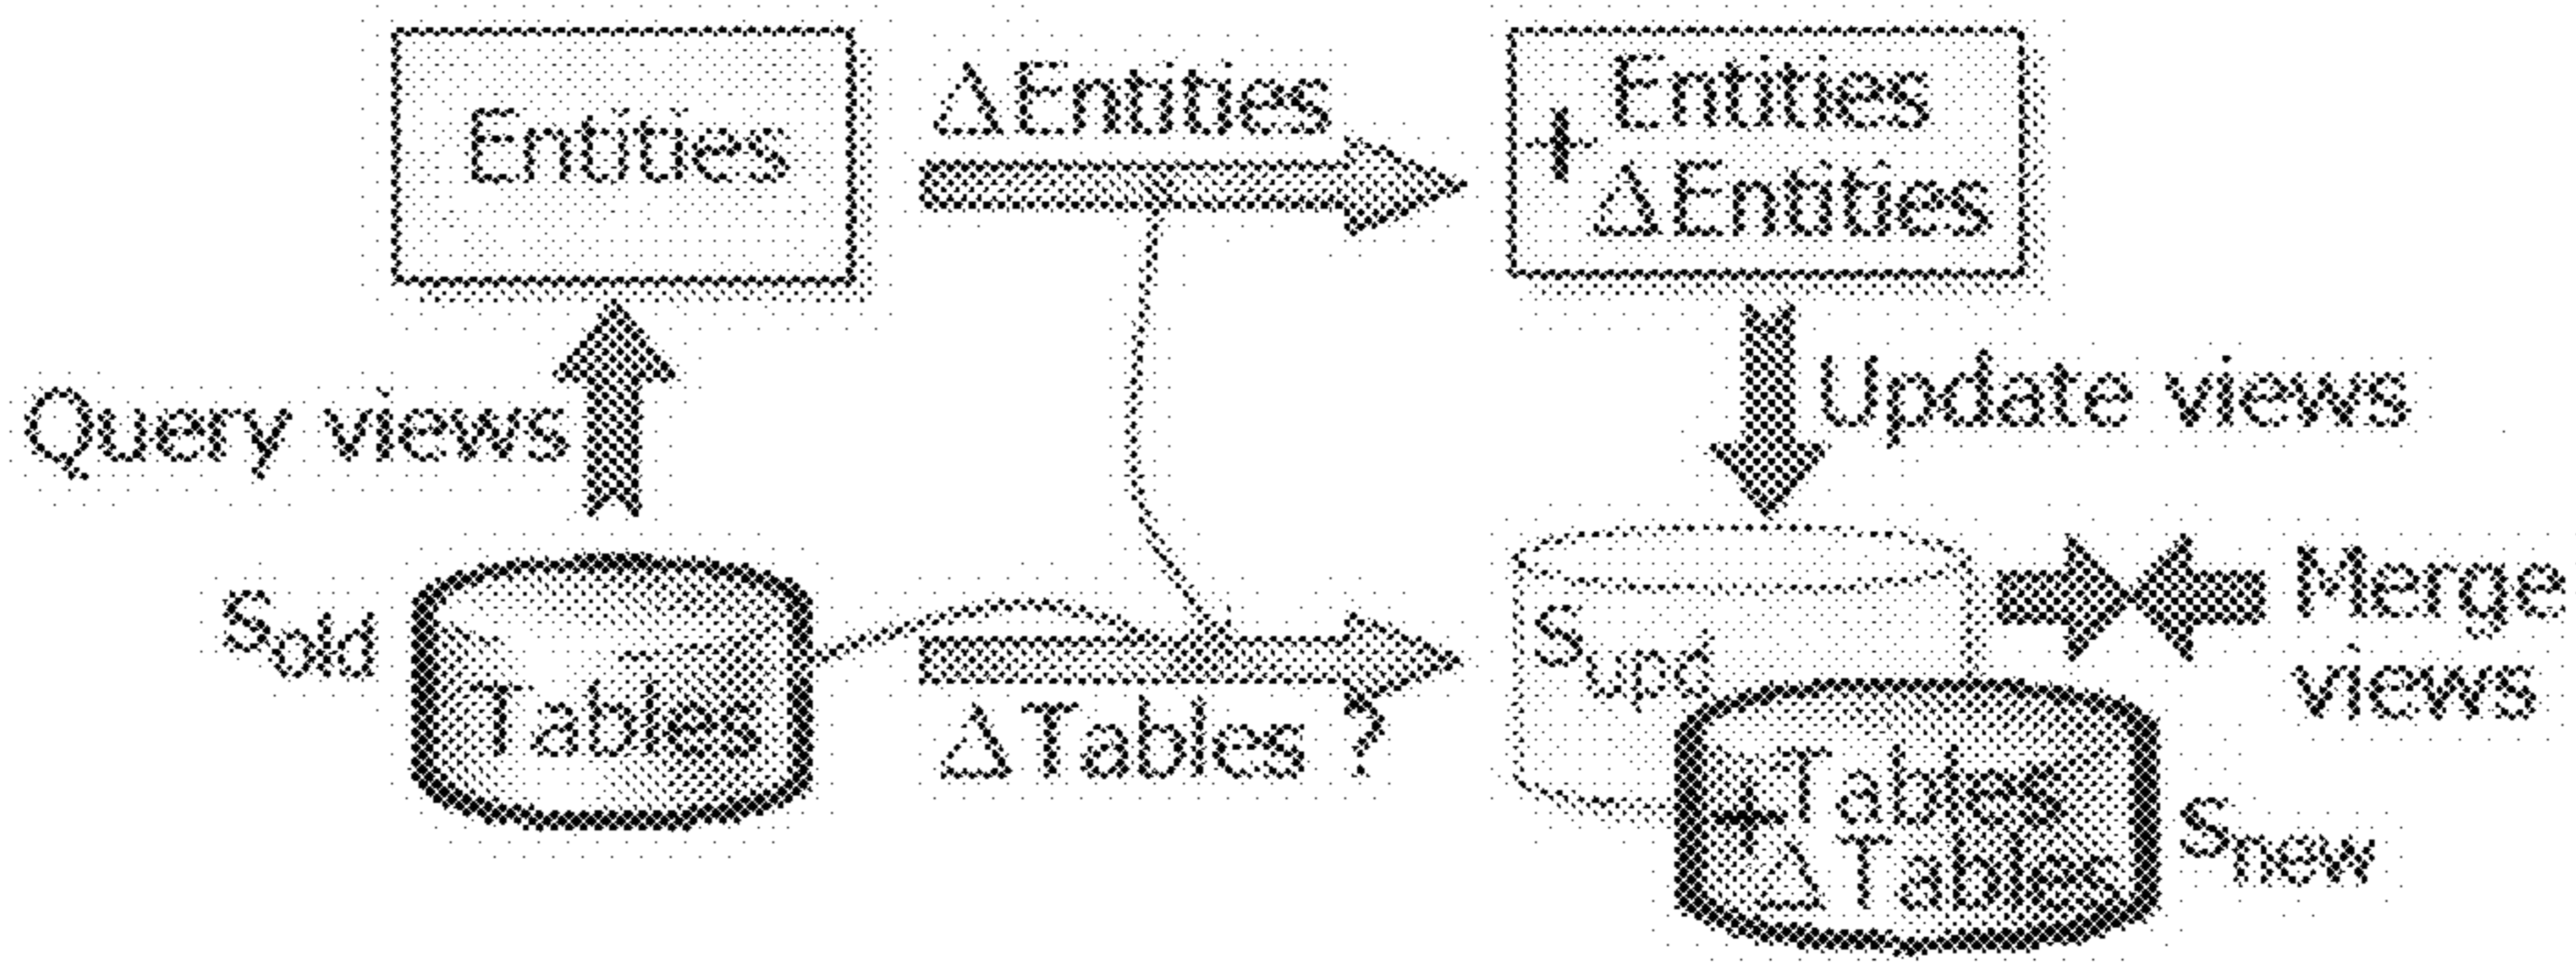 Entities
ΔEntities
Entities
+
ΔEntities
Query views
Update views
Sold
Tables
ΔTables ?
Supd
Merge
views
Tables
+
ΔTables
Snew